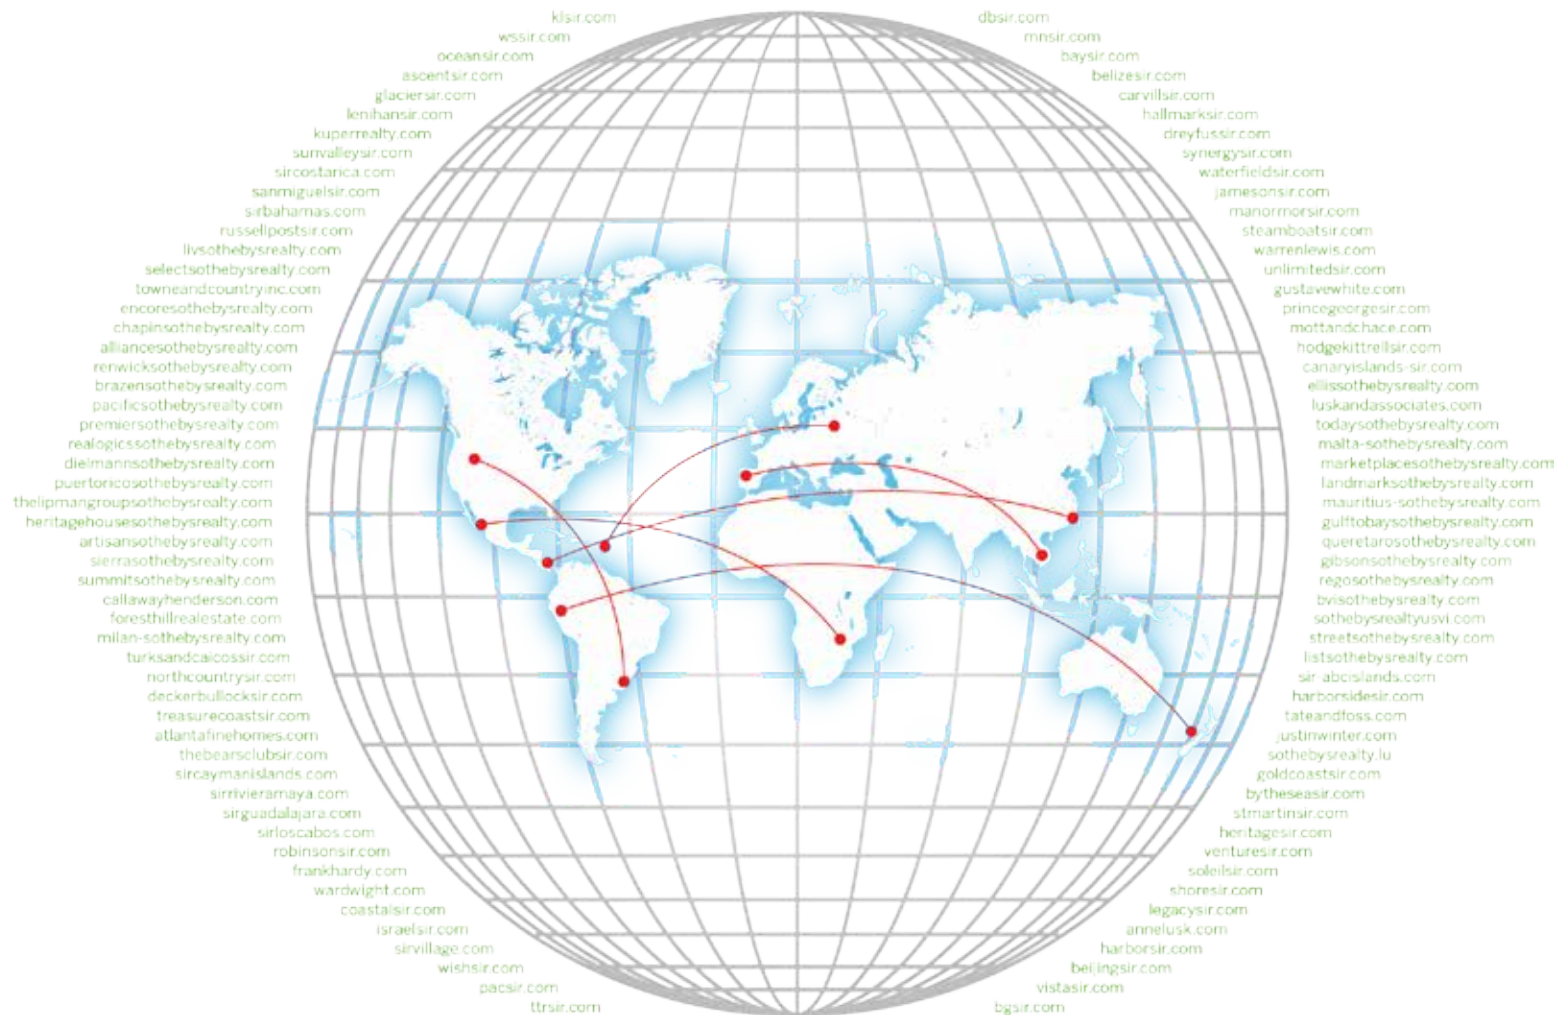 klsir.com
wssir.com
oceansir.com
ascentsir.com
glaciersir.com
lenihansir.com
kuperrealty.com
sunvalleysir.com
sircostarica.com
sanmiguelsir.com
sirbahamas.com
russellpostsir.com
livsothebysrealty.com
selectsothebysrealty.com
towneandcountryinc.com
encoresothebysrealty.com
chapinsothebysrealty.com
alliancesothebysrealty.com
renwicksothebysrealty.com
brazensothebysrealty.com
pacificsothebysrealty.com
premiersothebysrealty.com
realogicssothebysrealty.com
dielmannsothebysrealty.com
puertoricosothebysrealty.com
thelipmangroupsothebysrealty.com
heritagehousesothebysrealty.com
artisansothebysrealty.com
sierrasothebysrealty.com
summitsothebysrealty.com
callawayhenderson.com
foresthillrealestate.com
milan-sothebysrealty.com
turksandcaicossir.com
northcountrysir.com
deckerbullocksir.com
treasurecoastsir.com
atlantafinehomes.com
thebearsclubsir.com
sircaymanislands.com
sirrivieramaya.com
sirguadalajara.com
sirloscabos.com
robinsonsir.com
frankhardy.com
wardwight.com
coastalsir.com
israelsir.com
sirvillage.com
wishsir.com
pacsir.com
ttrsir.com
dbsir.com
rnnsir.com
baysir.com
belizesir.com
carvillsir.com
hallmarksir.com
dreyfussir.com
synergysir.com
waterfieldsir.com
jamesonsir.com
manormorsir.com
steamboatsir.com
warrenlewis.com
unlimitedsir.com
gustavewhite.com
princegeorgesir.com
mottandchace.com
hodgekittrellsir.com
canaryislands-sir.com
ellissothebysrealty.com
luskandassociates.com
todaysothebysrealty.com
malta-sothebysrealty.com
marketplacesothebysrealty.com
landmarksothebysrealty.com
mauritius-sothebysrealty.com
gulftobaysothebysrealty.com
queretarosothebysrealty.com
gibsonsothebysrealty.com
regosothebysrealty.com
bvisothebysrealty.com
sothebysrealtyusvi.com
streetsothebysrealty.com
listsothebysrealty.com
sir-abcislands.com
harborsidesir.com
tateandfoss.com
justinwinter.com
sothebysrealty.lu
goldcoastsir.com
bytheseasir.com
stmartinsir.com
heritagesir.com
venturesir.com
soleilsir.com
shoresir.com
legacysir.com
annelusk.com
harborsir.com
beijingsir.com
vistasir.com
bgsir.com